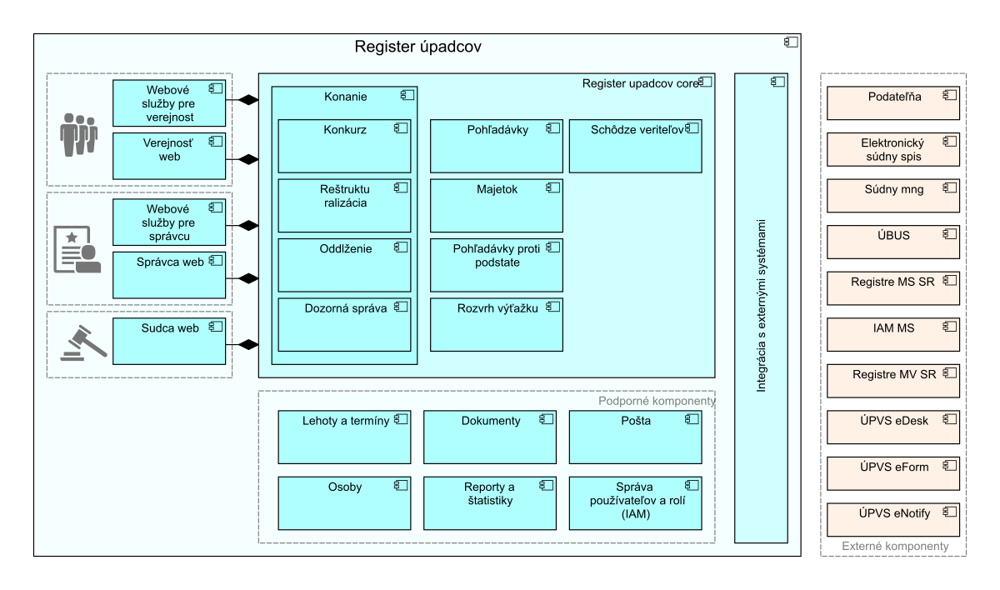 Register úpadcov
Webové
služby pre
verejnost
Verejnosť
web
Webové
služby pre
správcu
Správca web
Sudca web
Register upadcov core
Konanie
Konkurz
Reštruktu
ralizácia
Oddlženie
Dozorná správa
Pohľadávky
Majetok
Pohľadávky proti
podstate
Rozvrh výťažku
Schôdze veriteľov
Podporné komponenty
Lehoty a termíny
Dokumenty
Pošta
Osoby
Reporty a
štatistiky
Správa
používateľov a rolí
(IAM)
Integrácia s externými systémami
Podateľňa
Elektronický
súdny spis
Súdny mng
ÚBUS
Registre MS SR
IAM MS
Registre MV SR
ÚPVS eDesk
ÚPVS eForm
ÚPVS eNotify
Externé komponenty